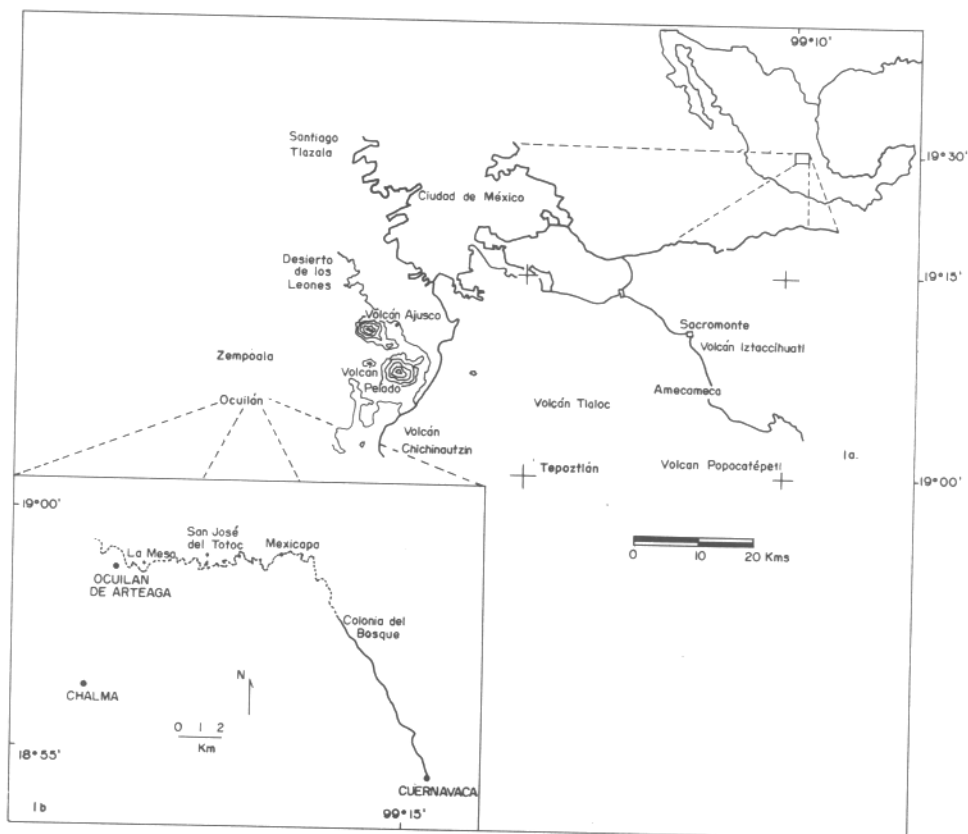 99°10'
19°30'
Santiago
Tlazala
Ciudad de México
Desierto
de los
Leones
19°15'
Volcán Ajusco
Sacromonte
Volcán Iztaccíhuatl
Zempoala
Volcán
Pelado
Amecameca
Ocuilán
Volcán Tlaloc
Volcán
Chichinautzin
1a.
Tepoztlán
Volcan Popocatépetl
19°00'
0 10 20 Kms
19°00'
San José
del Totoc
Mexicapa
La Mesa
OCUILAN
DE ARTEAGA
Colonia del
Bosque
N
CHALMA
0 1 2
Km
18°55'
CUERNAVACA
1b
99°15'